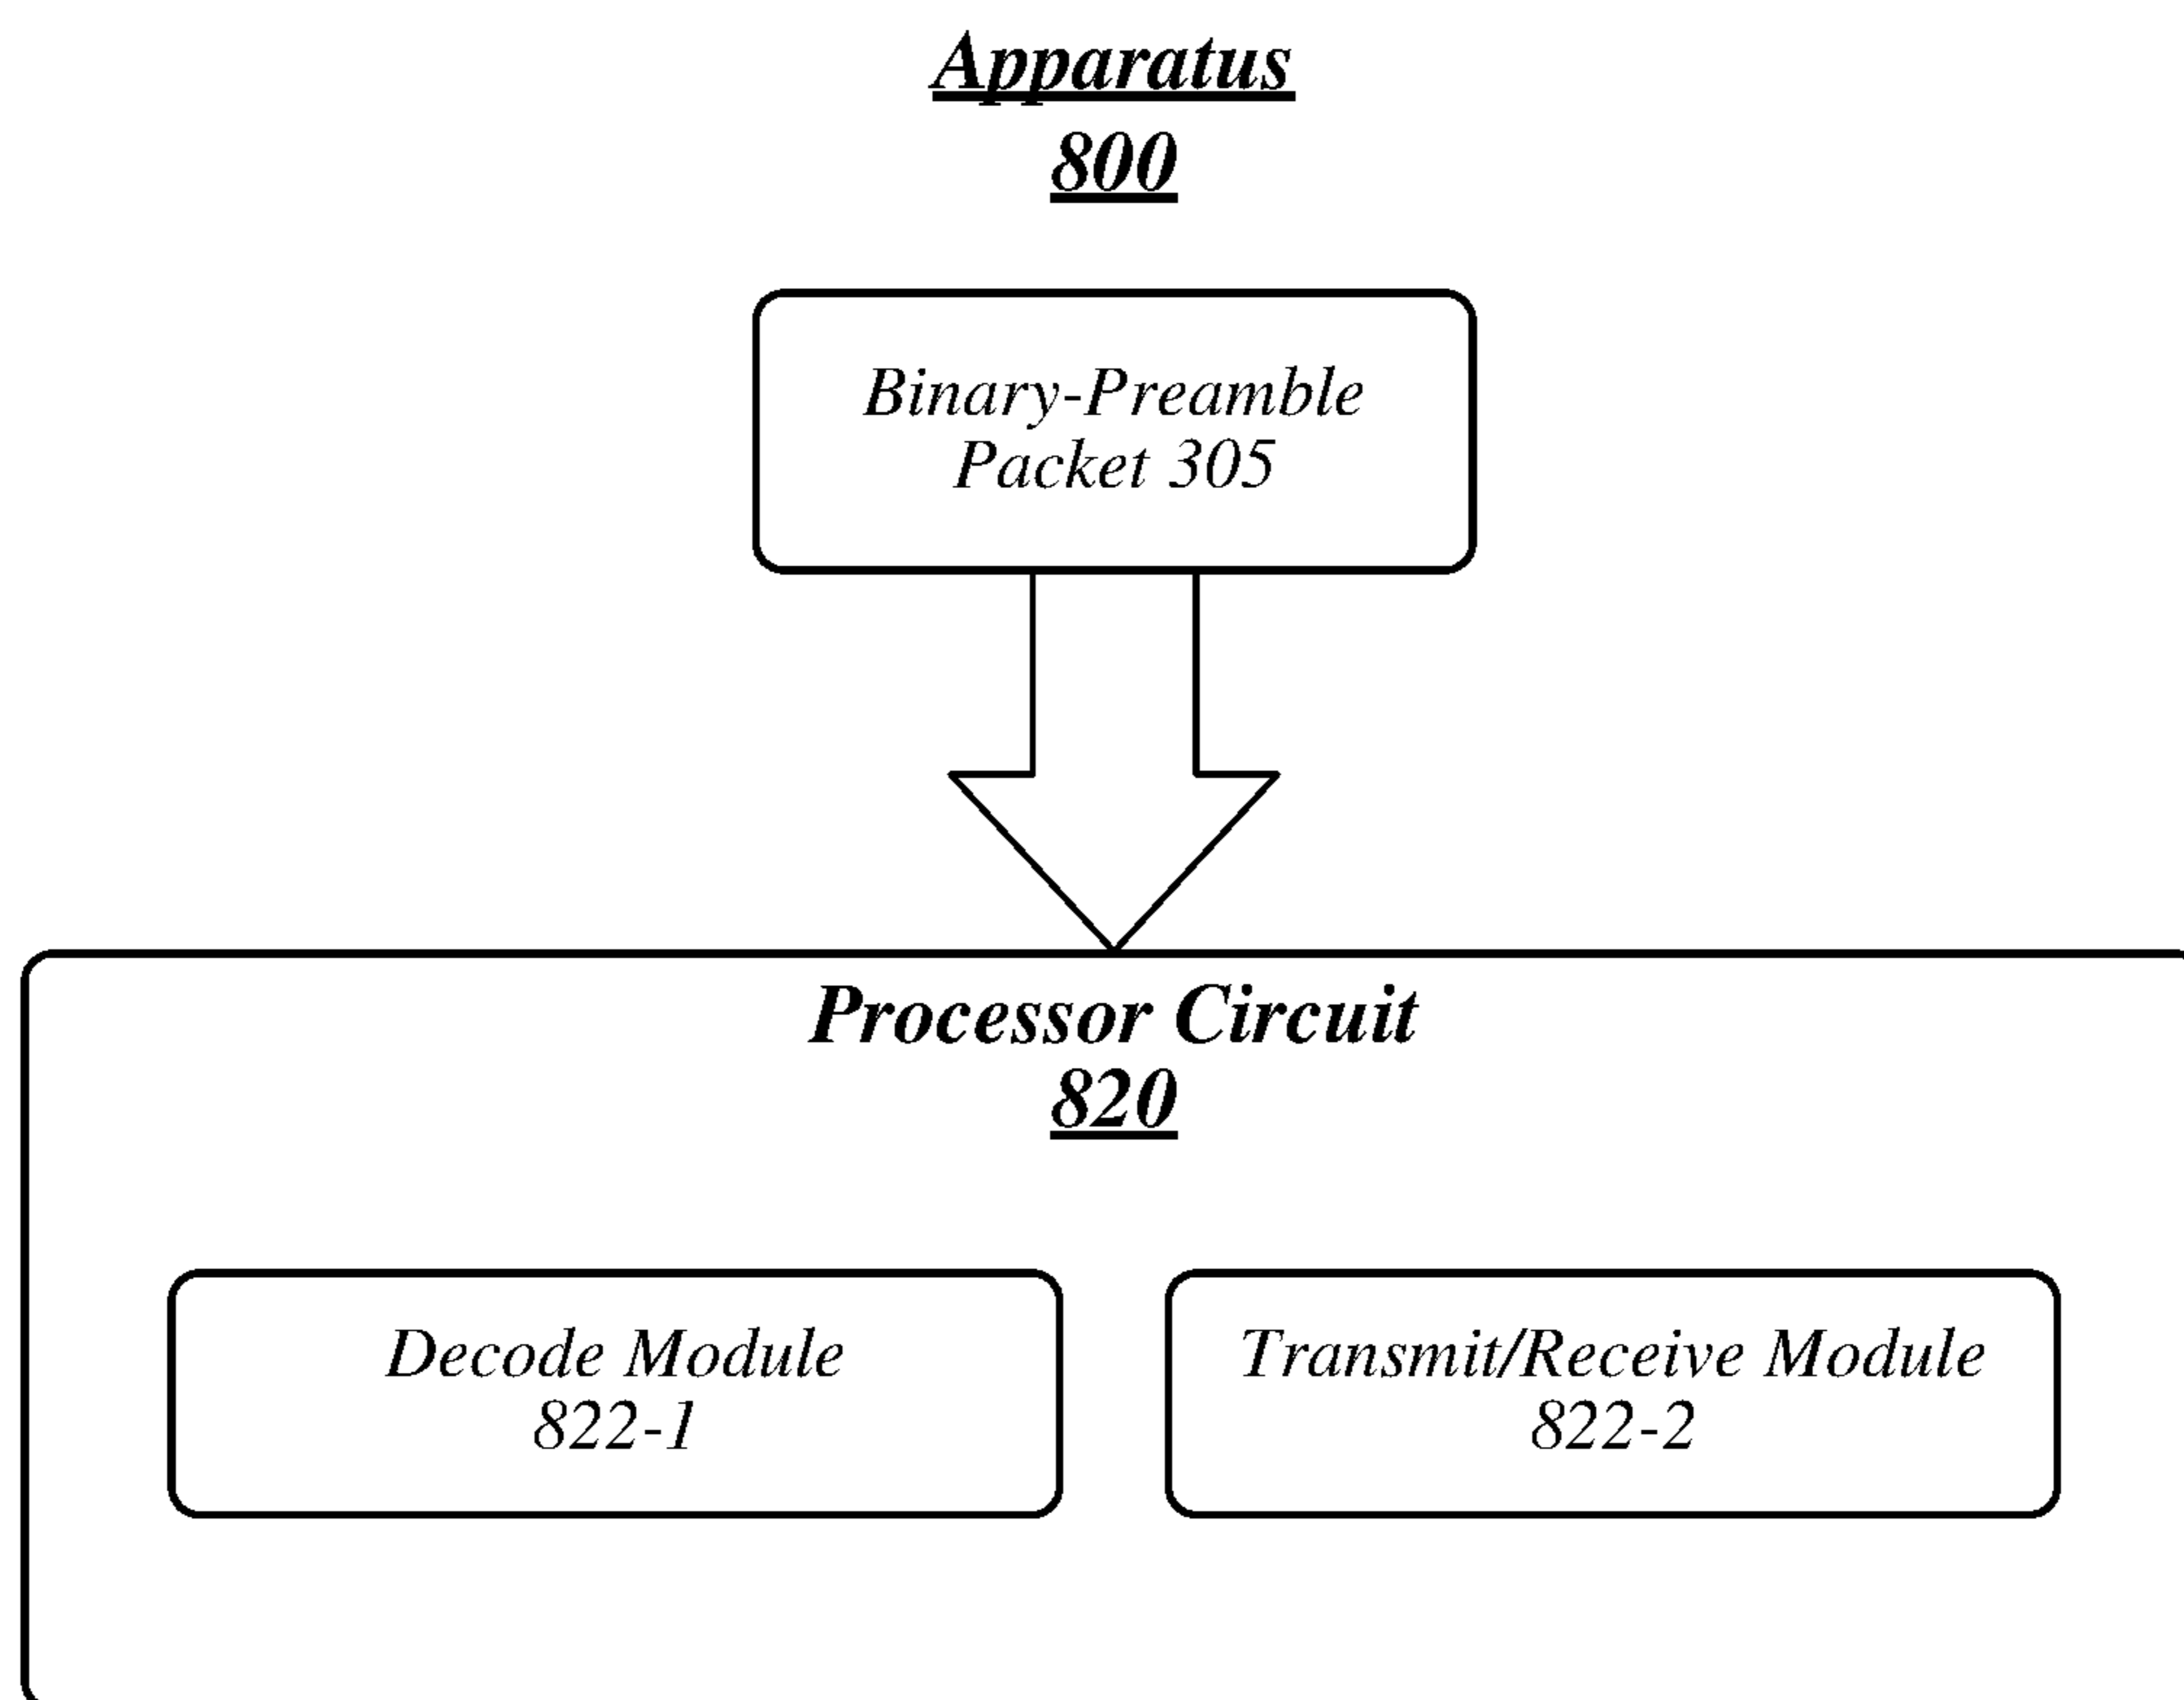 Apparatus
800
Binary-Preamble
Packet 305
Processor Circuit
820
Decode Module
822-1
Transmit/Receive Module
822-2